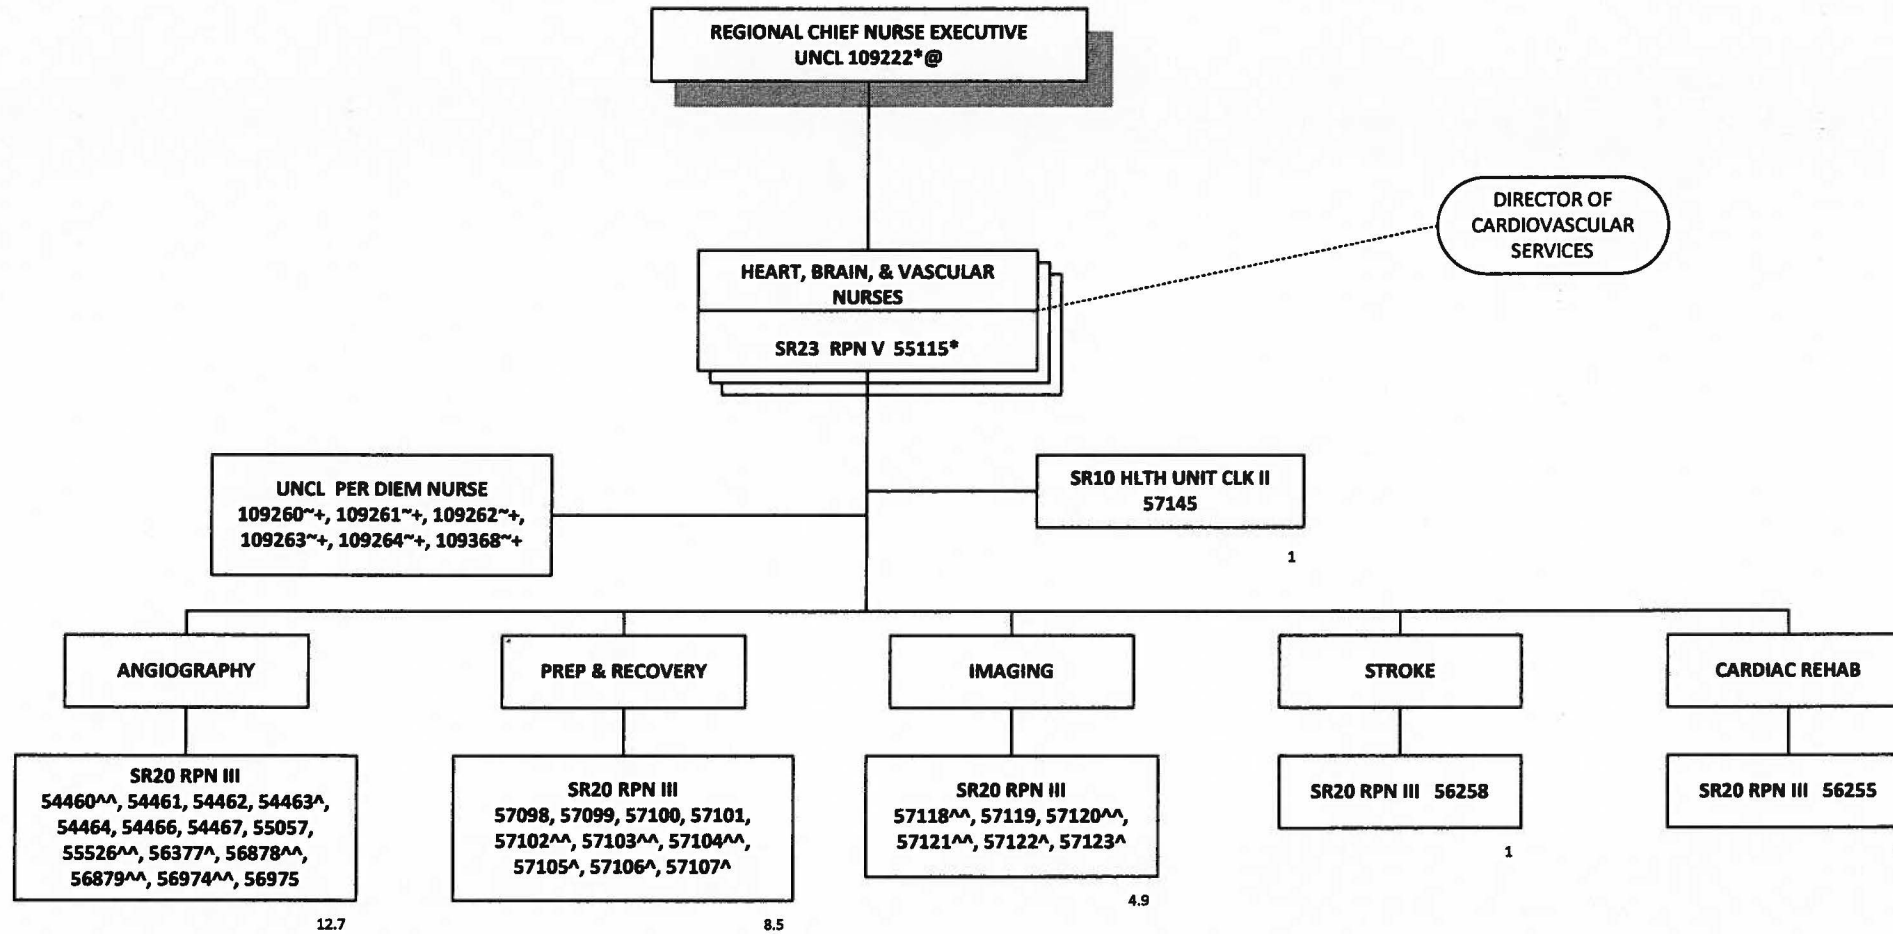 REGIONAL CHIEF NURSE EXECUTIVE
UNCL 109222*@
DIRECTOR OF
CARDIOVASCULAR
SERVICES
HEART, BRAIN, & VASCULAR
NURSES
SR23 RPN V 55115*
UNCL PER DIEM NURSE
109260~+, 109261~+, 109262~+,
109263~+, 109264~+, 109368~+
SR10 HLTH UNIT CLK II
57145
1
ANGIOGRAPHY
SR20 RPN III
54460^^, 54461, 54462, 54463^,
54464, 54466, 54467, 55057,
55526^^, 56377^, 56878^^,
56879^^, 56974^^, 56975
12.7
PREP & RECOVERY
SR20 RPN III
57098, 57099, 57100, 57101,
57102^^, 57103^^, 57104^^,
57105^, 57106^, 57107^
8.5
IMAGING
SR20 RPN III
57118^^, 57119, 57120^^,
57121^^, 57122^, 57123^
4.9
STROKE
SR20 RPN III 56258
1
CARDIAC REHAB
SR20 RPN III 56255